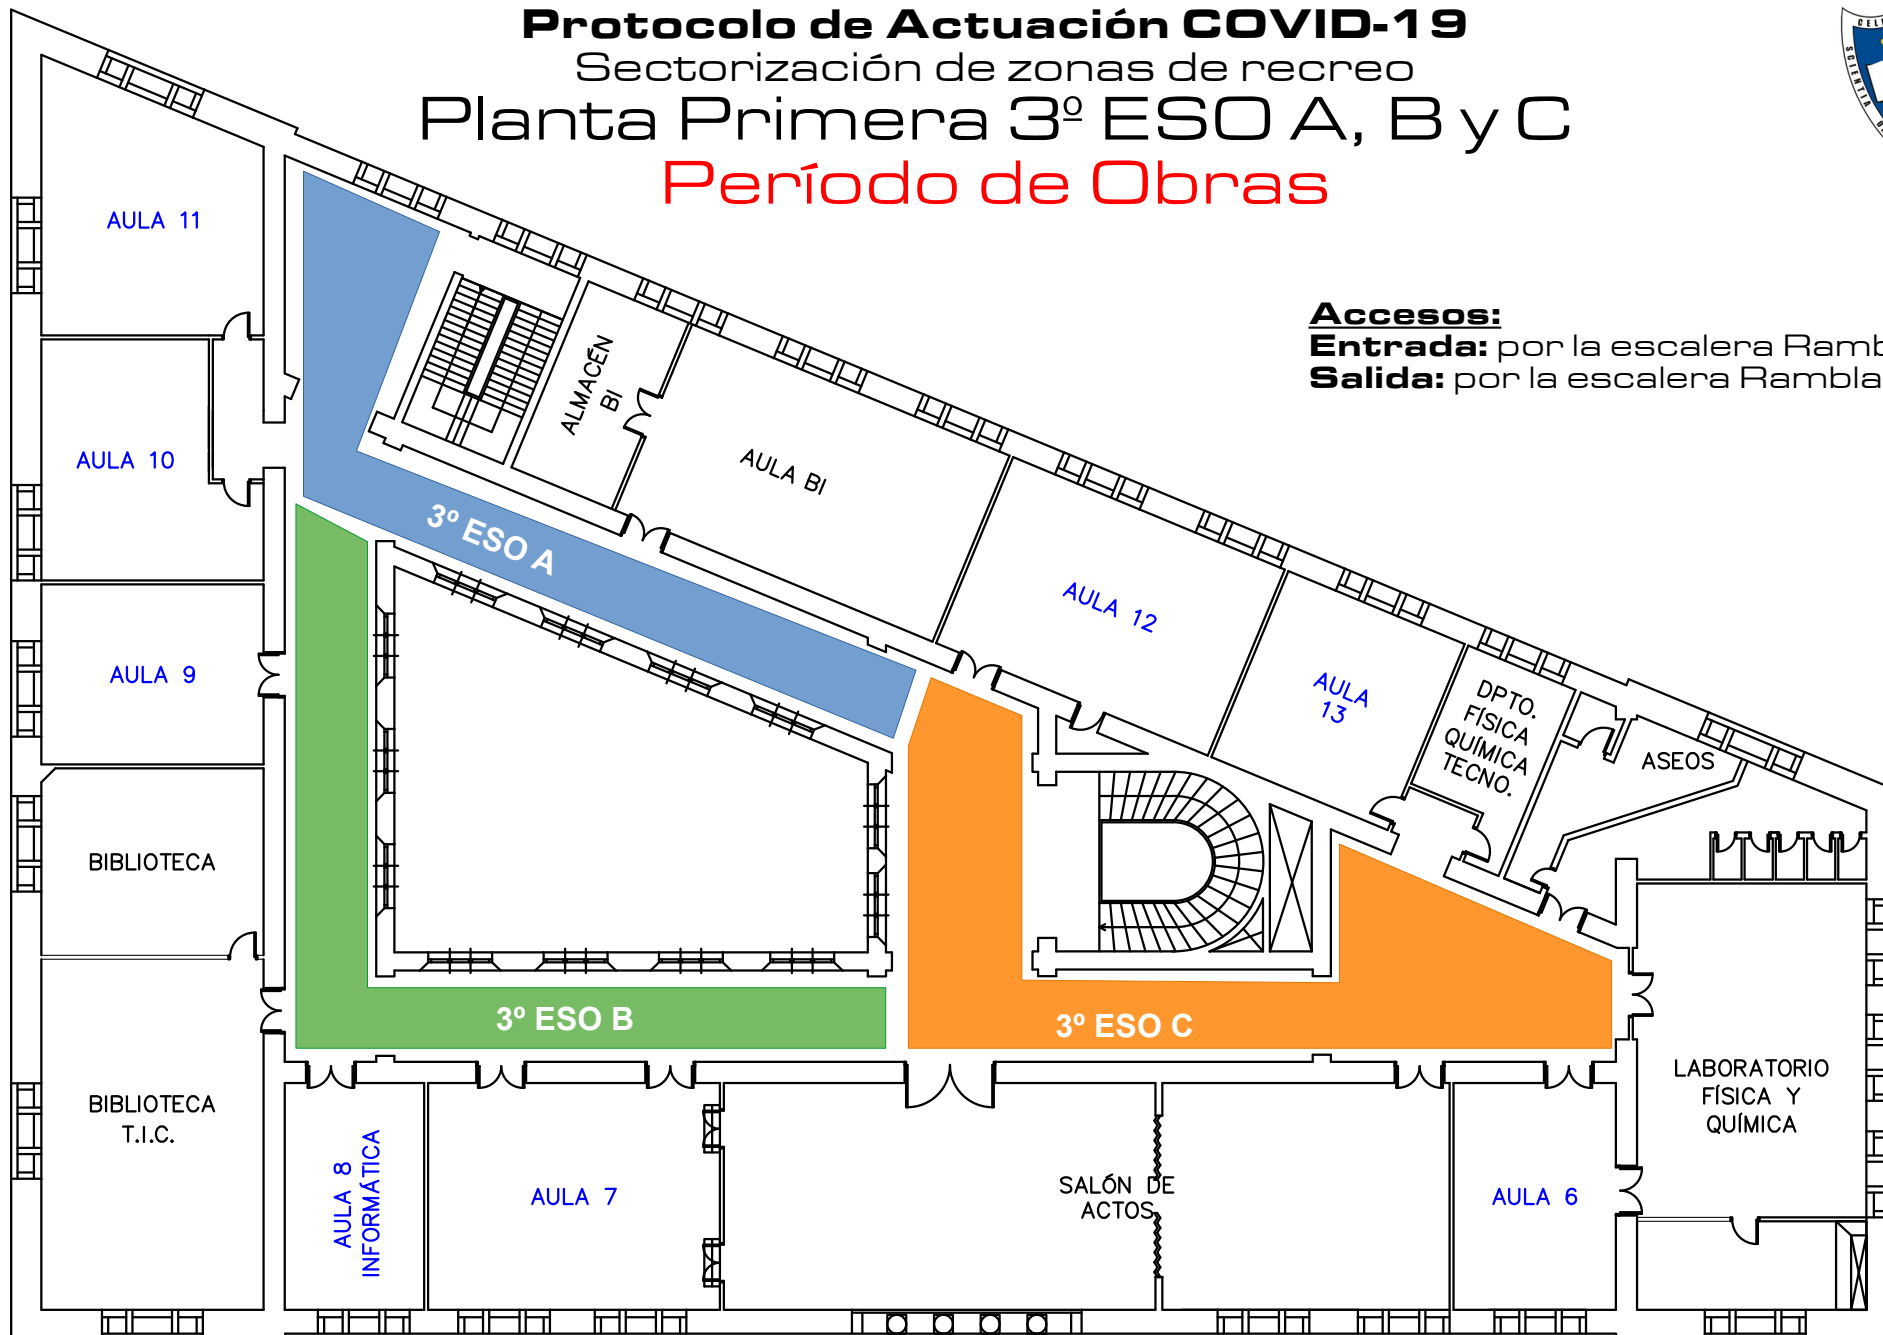 Protocolo de Actuación COVID-19
Sectorización de zonas de recreo
Planta Primera 3º ESO A, B y C
Período de Obras
Accesos:
Entrada: por la escalera
Salida: por la escalera Rambla
AULA 11
AULA 10
AULA 9
BIBLIOTECA
BIBLIOTECA
T.I.C.
ALMACÉN
BI
AULA BI
AULA 12
AULA
13
DPTO.
FÍSICA
QUÍMICA
TECNO.
ASEOS
3º ESO A
3º ESO B
3º ESO C
LABORATORIO
FÍSICA Y
QUÍMICA
AULA 8
INFORMÁTICA
AULA 7
SALÓN DE
ACTOS
AULA 6